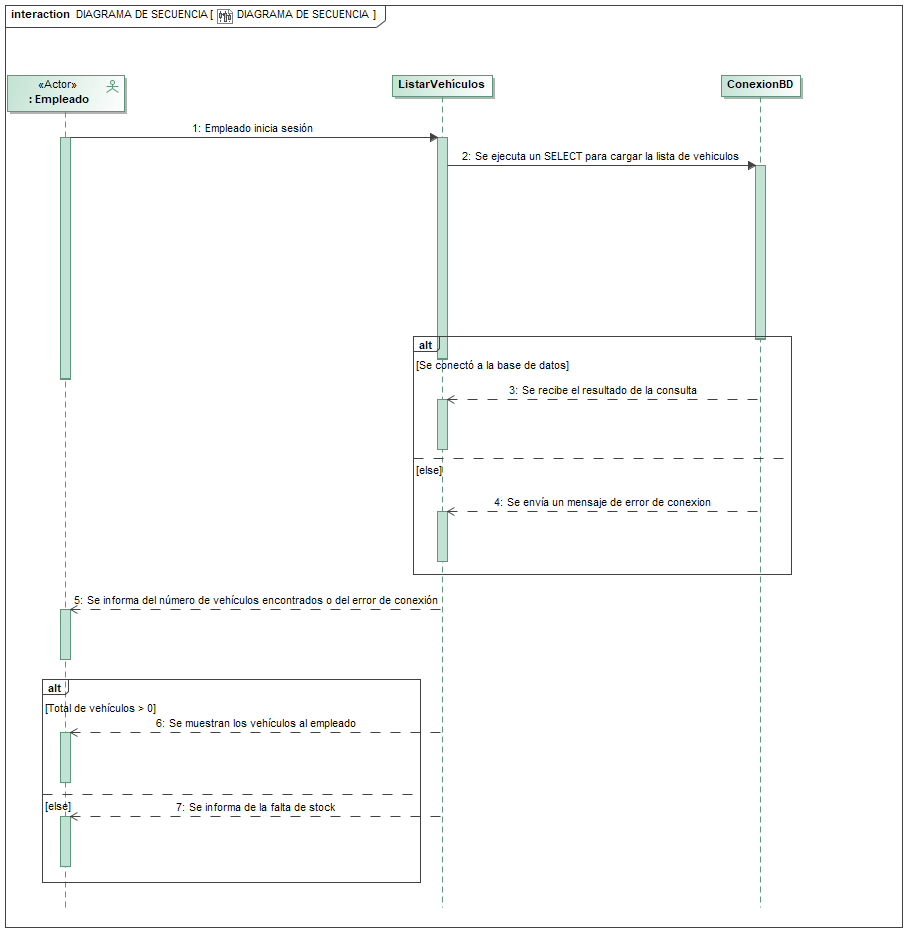 interaction DIAGRAMA DE SECUENCIA [ DIAGRAMA DE SECUENCIA ]
«Actor»
: Empleado
ListarVehículos
ConexionBD
1: Empleado inicia sesión
2: Se ejecuta un SELECT para cargar la lista de vehiculos
alt
[Se conectó a la base de datos]
3: Se recibe el resultado de la consulta
[else]
4: Se envía un mensaje de error de conexion
5: Se informa del número de vehículos encontrados o del error de conexión
alt
[Total de vehículos > 0]
6: Se muestran los vehículos al empleado
[else]
7: Se informa de la falta de stock